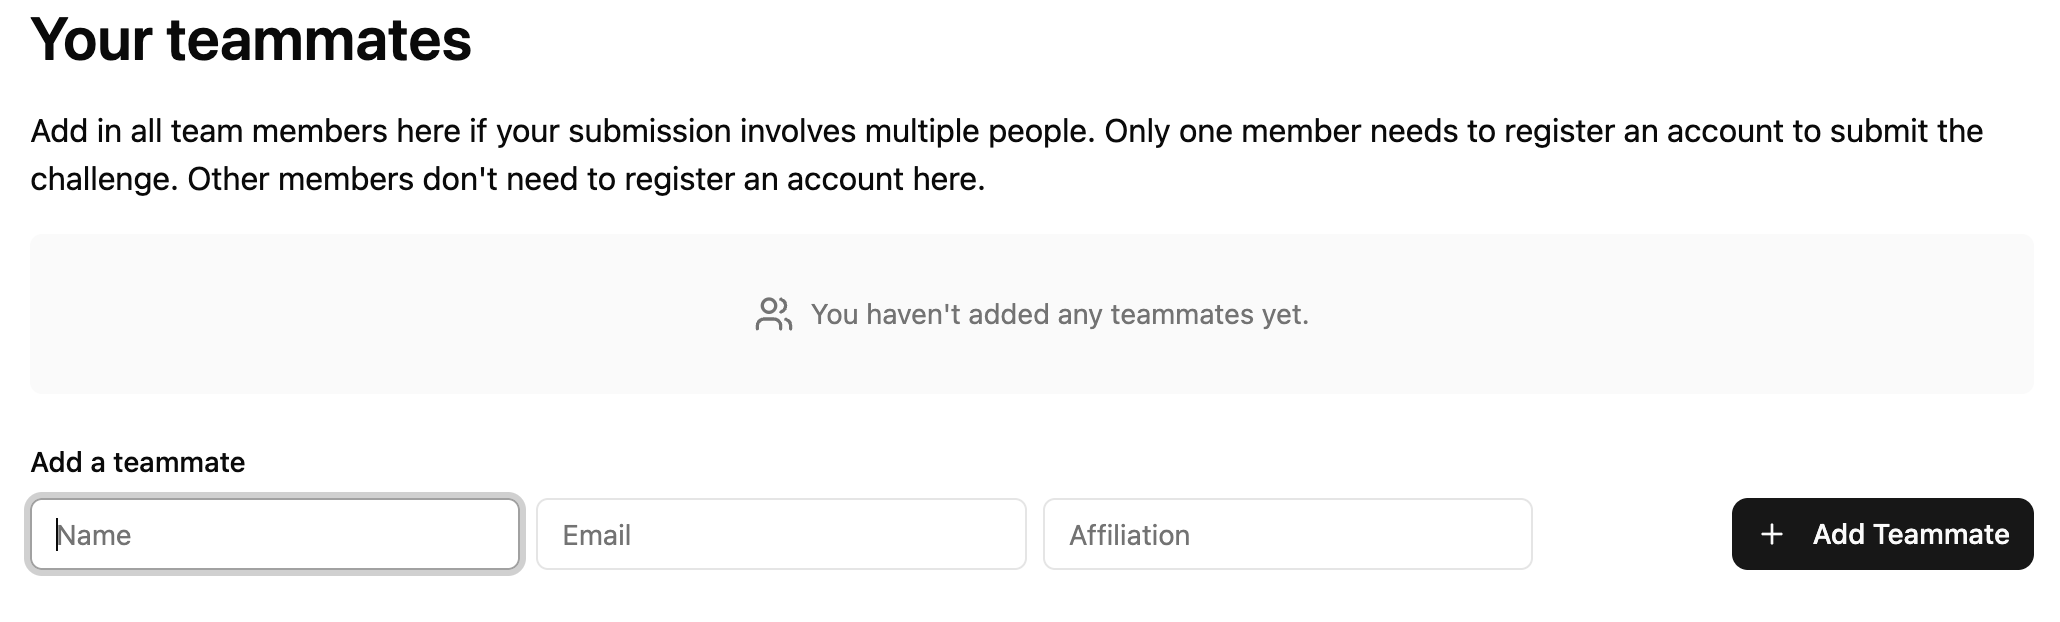 Your teammates
Add in all team members here if your submission involves multiple people. Only one member needs to register an account to submit the
challenge. Other members don't need to register an account here.
You haven't added any teammates yet.
Add a teammate
Name
Email
Affiliation
+ Add Teammate